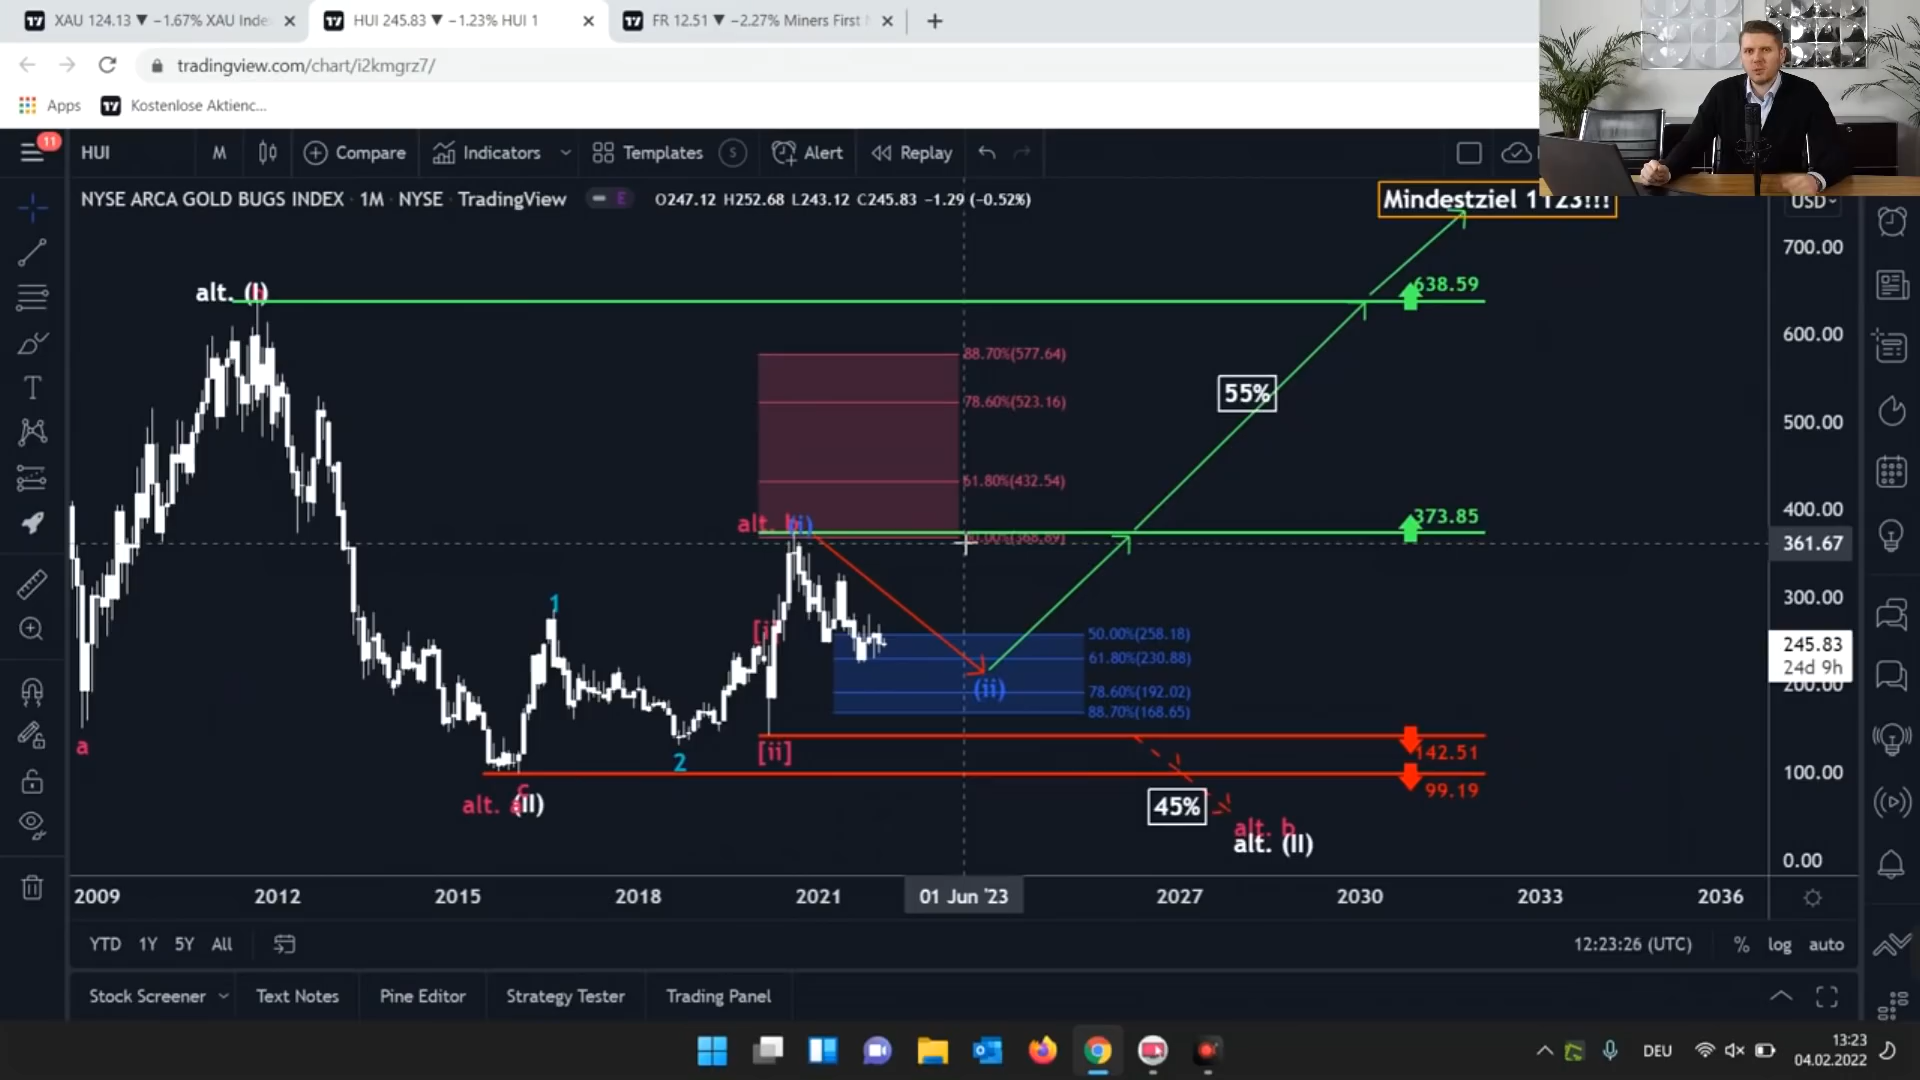 XAU 124.13 ▼ −1.67% XAU Inde
HUI 245.83 ▼ −1.23% HUI 1
FR 12.51 ▼ −2.27% Miners First
tradingview.com/chart/i2kmgrz7/
Apps
Kostenlose Aktienc...
11
HUI
M
Compare
Indicators
Templates
S
Alert
Replay
NYSE ARCA GOLD BUGS INDEX · 1M · NYSE · TradingView
E
O247.12 H252.68 L243.12 C245.83 −1.29 (−0.52%)
Mindestziel 1123!!!
USD
700.00
alt. (I)
638.59
600.00
88.70%(577.64)
55%
78.60%(523.16)
500.00
61.80%(432.54)
400.00
373.85
alt. b
(i)
361.67
1
300.00
[i]
50.00%(258.18)
245.83
24d 9h
61.80%(230.88)
(ii)
78.60%(192.02)
200.00
88.70%(168.65)
a
[ii]
2
142.51
100.00
99.19
alt. a
c
(II)
45%
alt. b
alt. (II)
0.00
2009
2012
2015
2018
2021
01 Jun '23
2027
2030
2033
2036
YTD
1Y
5Y
All
12:23:26 (UTC)
%
log
auto
Stock Screener
Text Notes
Pine Editor
Strategy Tester
Trading Panel
DEU
13:23
04.02.2022